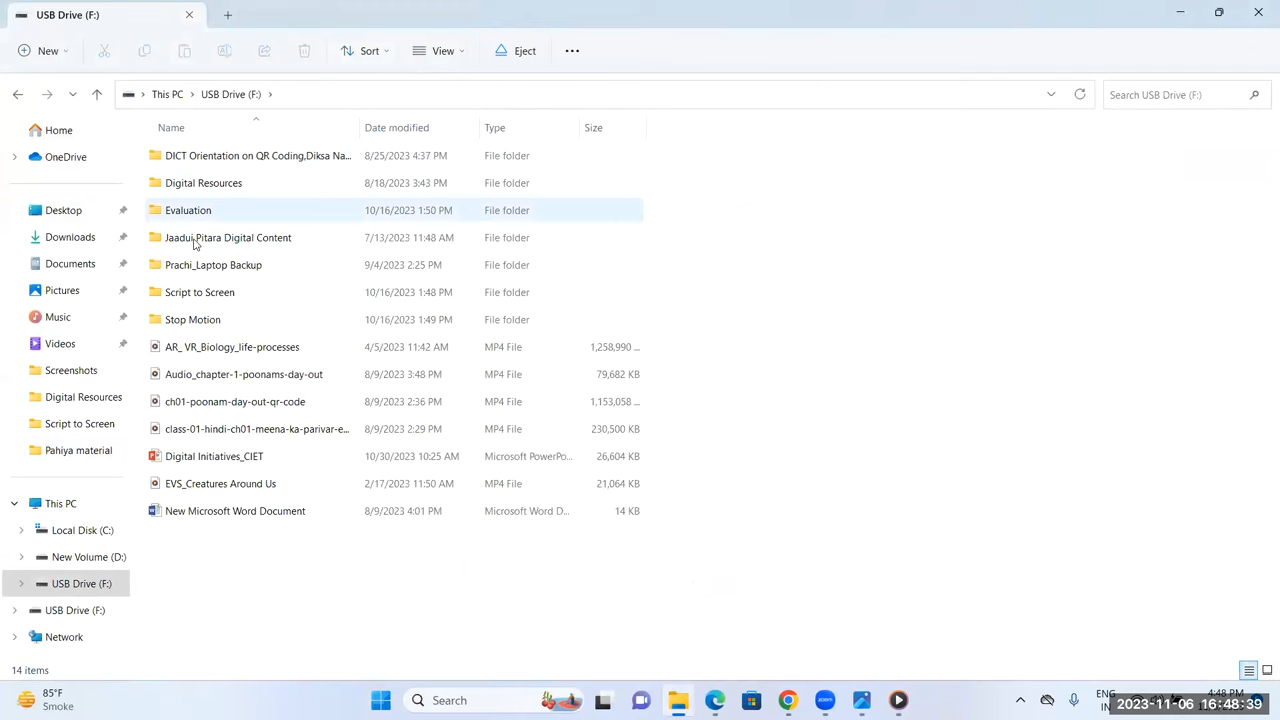 USB Drive (F:)
New
Sort
View
Eject
This PC
USB Drive (F:)
Search USB Drive (F:)
Name
Date modified
Type
Size
Home
OneDrive
Desktop
Downloads
Documents
Pictures
Music
Videos
Screenshots
Digital Resources
Script to Screen
Pahiya material
This PC
Local Disk (C:)
New Volume (D:)
USB Drive (F:)
USB Drive (F:)
Network
DICT Orientation on QR Coding,Diksa Na... 8/25/2023 4:37 PM File folder
Digital Resources 8/18/2023 3:43 PM File folder
Evaluation 10/16/2023 1:50 PM File folder
Jaadui Pitara Digital Content 7/13/2023 11:48 AM File folder
Prachi_Laptop Backup 9/4/2023 2:25 PM File folder
Script to Screen 10/16/2023 1:48 PM File folder
Stop Motion 10/16/2023 1:49 PM File folder
AR_ VR_Biology_life-processes 4/5/2023 11:42 AM MP4 File 1,258,990 ...
Audio_chapter-1-poonams-day-out 8/9/2023 3:48 PM MP4 File 79,682 KB
ch01-poonam-day-out-qr-code 8/9/2023 2:36 PM MP4 File 1,153,058 ...
class-01-hindi-ch01-meena-ka-parivar-e... 8/9/2023 2:29 PM MP4 File 230,500 KB
Digital Initiatives_CIET 10/30/2023 10:25 AM Microsoft PowerPo... 26,604 KB
EVS_Creatures Around Us 2/17/2023 11:50 AM MP4 File 21,064 KB
New Microsoft Word Document 8/9/2023 4:01 PM Microsoft Word D... 14 KB
14 items
85°F
Smoke
Search
ENG
IN
4:48 PM
2023-11-06 16:48:39